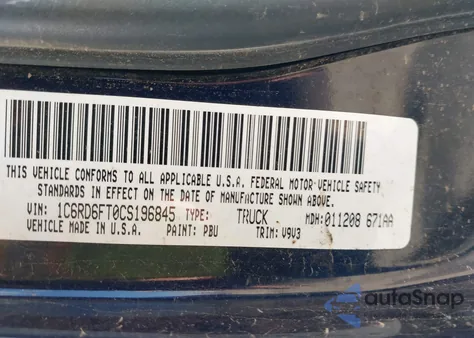 THIS VEHICLE CONFORMS TO ALL APPLICABLE U.S.A. FEDERAL MOTOR VEHICLE SAFETY
STANDARDS IN EFFECT ON THE DATE OF MANUFACTURE SHOWN ABOVE.
VIN: 1C6RD6FT0CS196845 TYPE: TRUCK MDH: 011208 671AA
VEHICLE MADE IN U.S.A. PAINT: PBU TRIM: V9V3
autoSnap